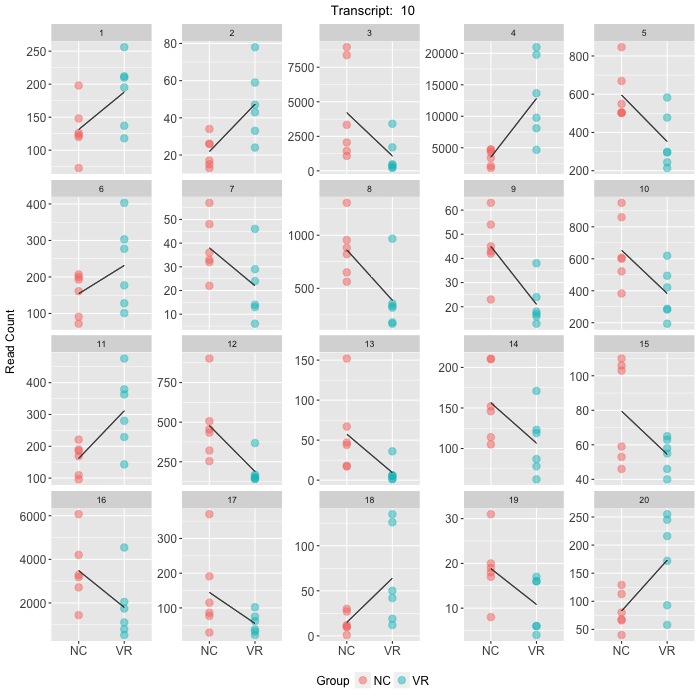 Transcript: 10
1 2 3 4 5
250 200 150 100
80 60 40 20
7500 5000 2500 0
20000 15000 10000 5000
800 600 400 200
6 7 8 9 10
400 300 200 100
50 40 30 20 10
1000 500
60 50 40 30 20
800 600 400 200
Read Count
11 12 13 14 15
400 300 200 100
750 500 250
150 100 50 0
200 150 100
100 80 60 40
16 17 18 19 20
6000 4000 2000
300 200 100
100 50 0
30 20 10
250 200 150 100 50
NC VR NC VR NC VR NC VR NC VR
Group NC VR